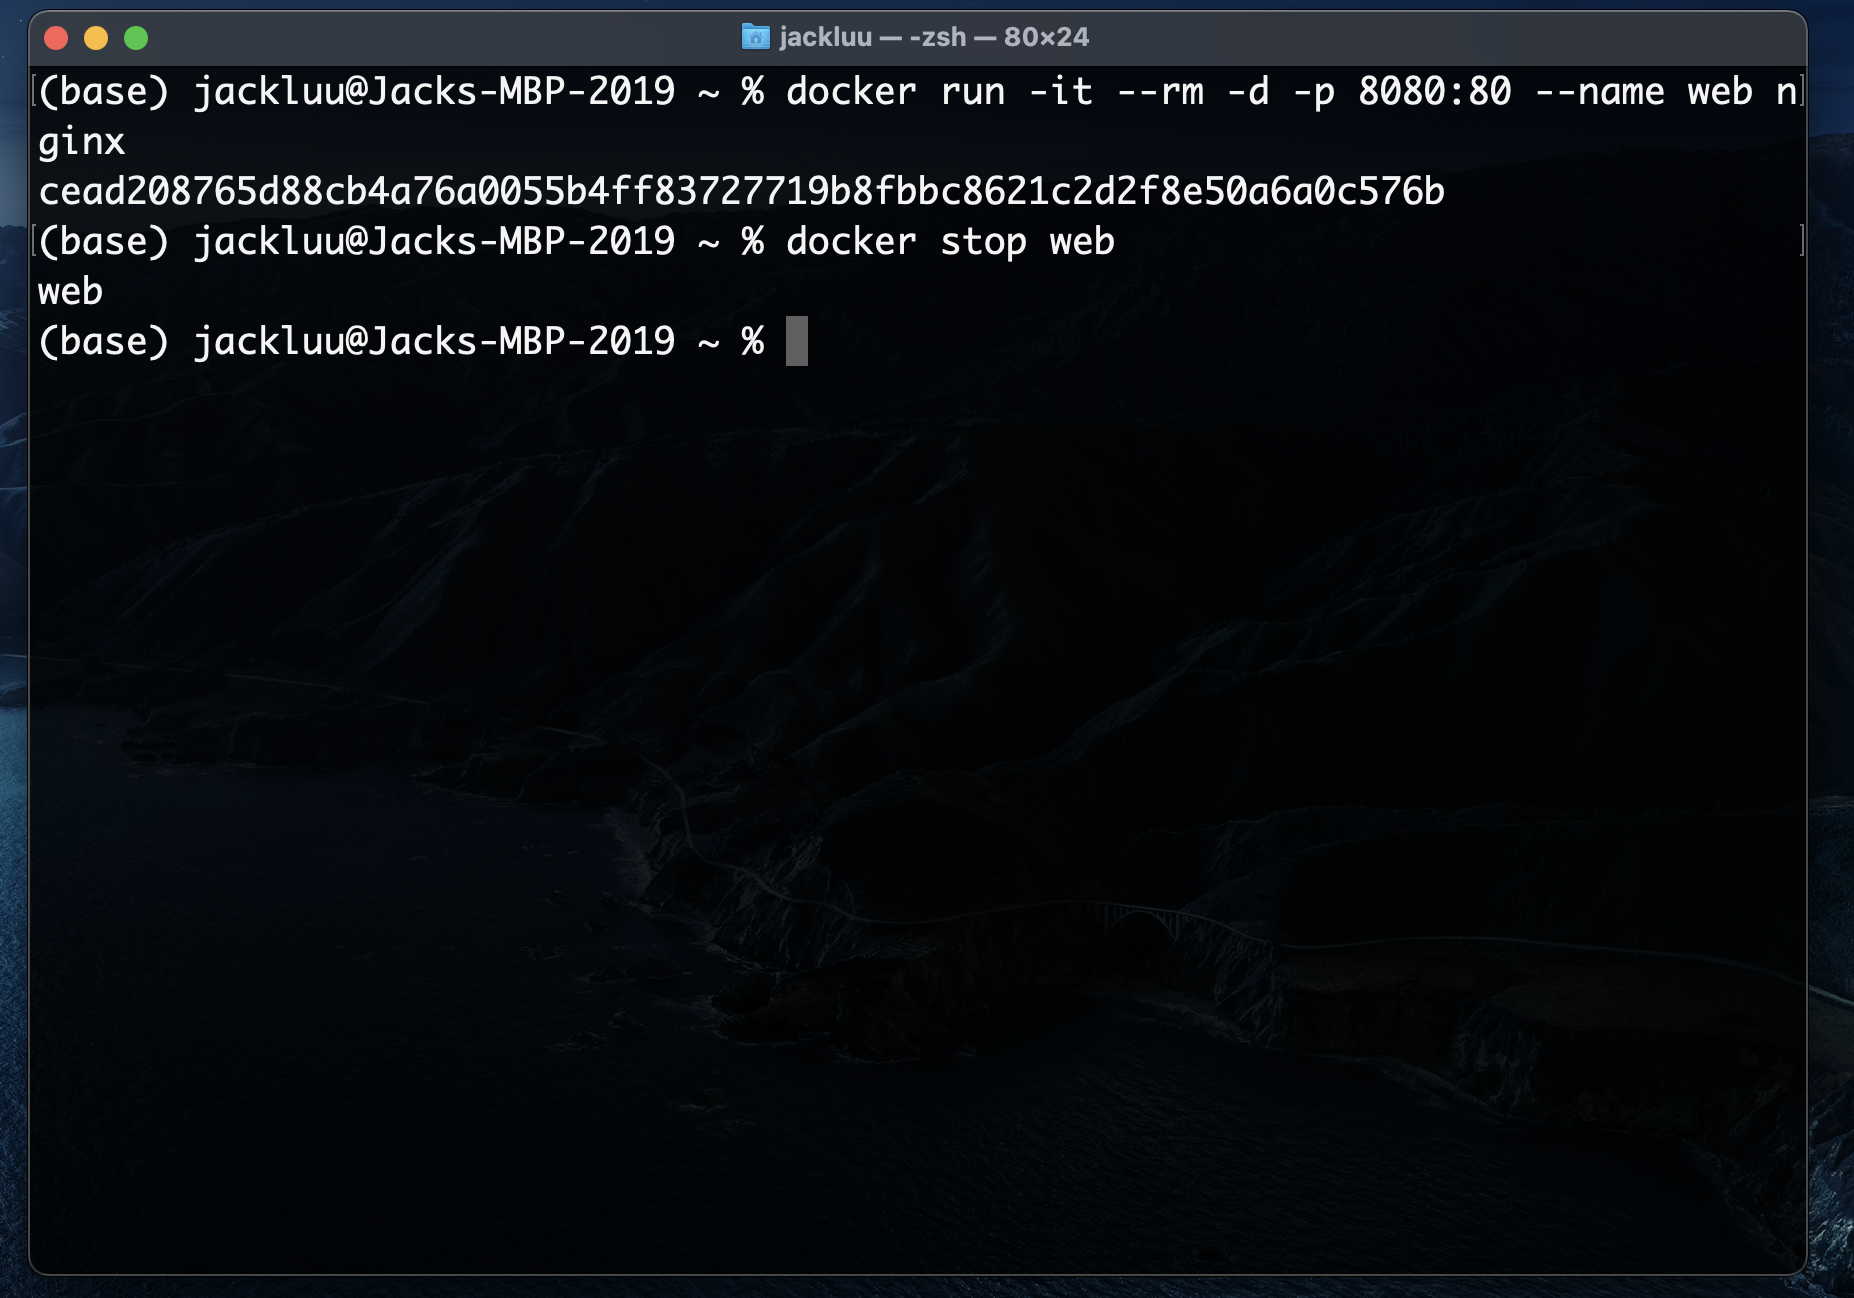 jackluu — -zsh — 80×24
(base) jackluu@Jacks-MBP-2019 ~ % docker run -it --rm -d -p 8080:80 --name web n
ginx
cead208765d88cb4a76a0055b4ff83727719b8fbbc8621c2d2f8e50a6a0c576b
(base) jackluu@Jacks-MBP-2019 ~ % docker stop web
web
(base) jackluu@Jacks-MBP-2019 ~ %